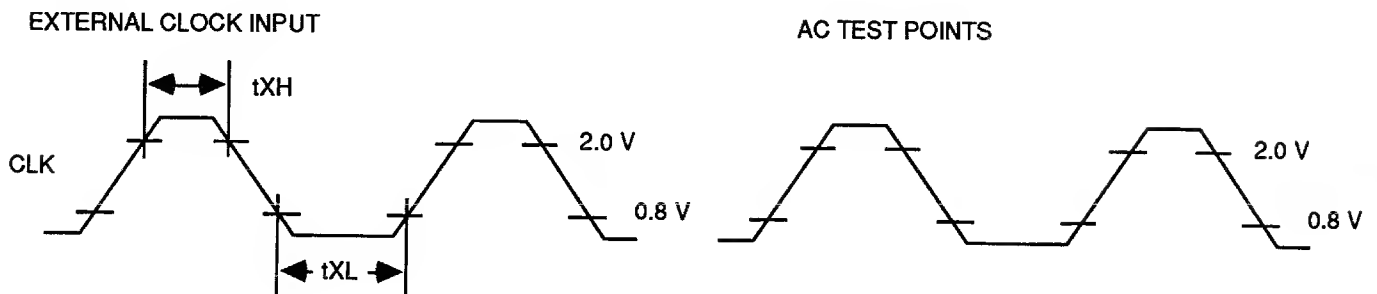 EXTERNAL CLOCK INPUT
AC TEST POINTS
tXH
CLK
2.0 V
0.8 V
tXL
2.0 V
0.8 V